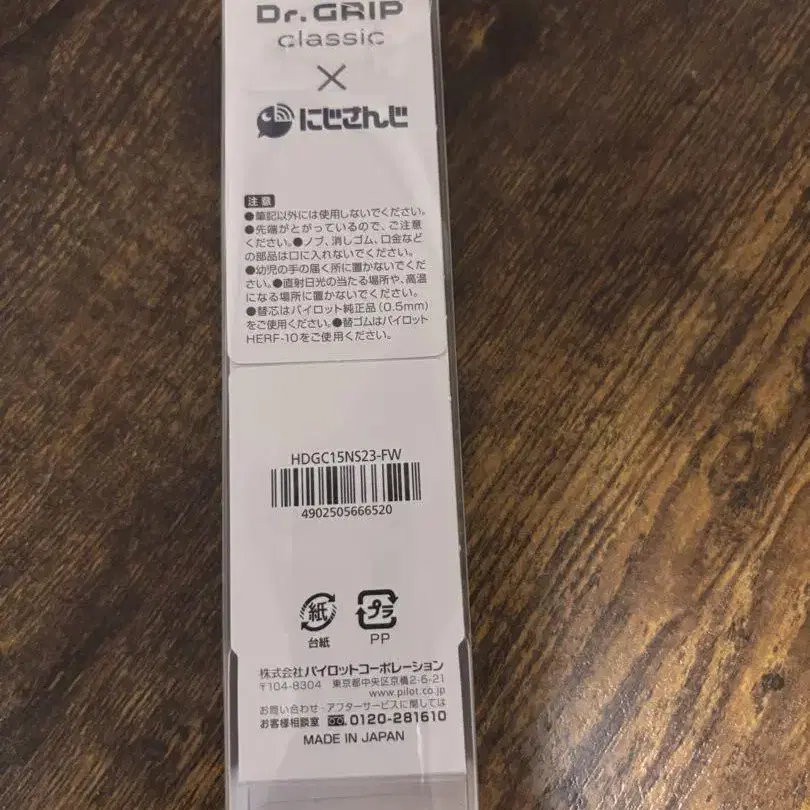 Dr.GRIP
classic
×
にじさんじ
注意
●筆記以外には使用しないでください。
●先端がとがっているので、ご注意
ください。●ノブ、消しゴム、口金など
の部品は口に入れないでください。
●幼児の手の届く所に置かないでくださ
い。●直射日光の当たる場所や、高温
になる場所に置かないでください。
●替芯はパイロット純正品(0.5mm)
をご使用ください。●替ゴムはパイロット
HERF-10をご使用ください。
HDGC15NS23-FW
4902505666520
紙
台紙
プラ
PP
株式会社パイロットコーポレーション
〒104-8304 東京都中央区京橋2-6-21
www.pilot.co.jp
お問い合わせ・アフターサービスに関しては
お客様相談室 0120-281610
MADE IN JAPAN